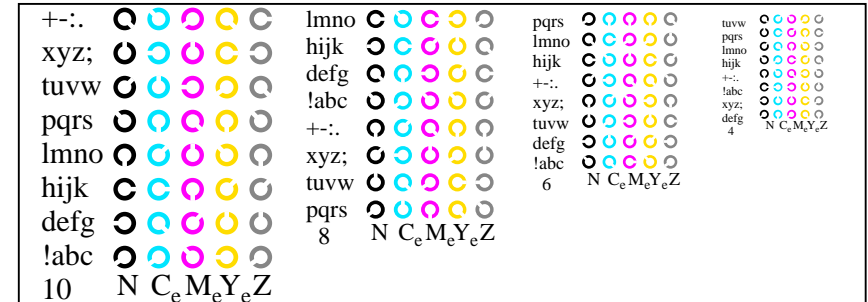 +-:.
xyz;
tuvw
pqrs
lmno
hijk
defg
!abc
10 N CeMeYeZ
lmno
hijk
defg
!abc
+-:.
xyz;
tuvw
pqrs
8 N CeMeYeZ
pqrs
lmno
hijk
+-:.
xyz;
tuvw
defg
!abc
6 N CeMeYeZ
tuvw
pqrs
lmno
hijk
+-:.
!abc
xyz;
defg
4 N CeMeYeZ